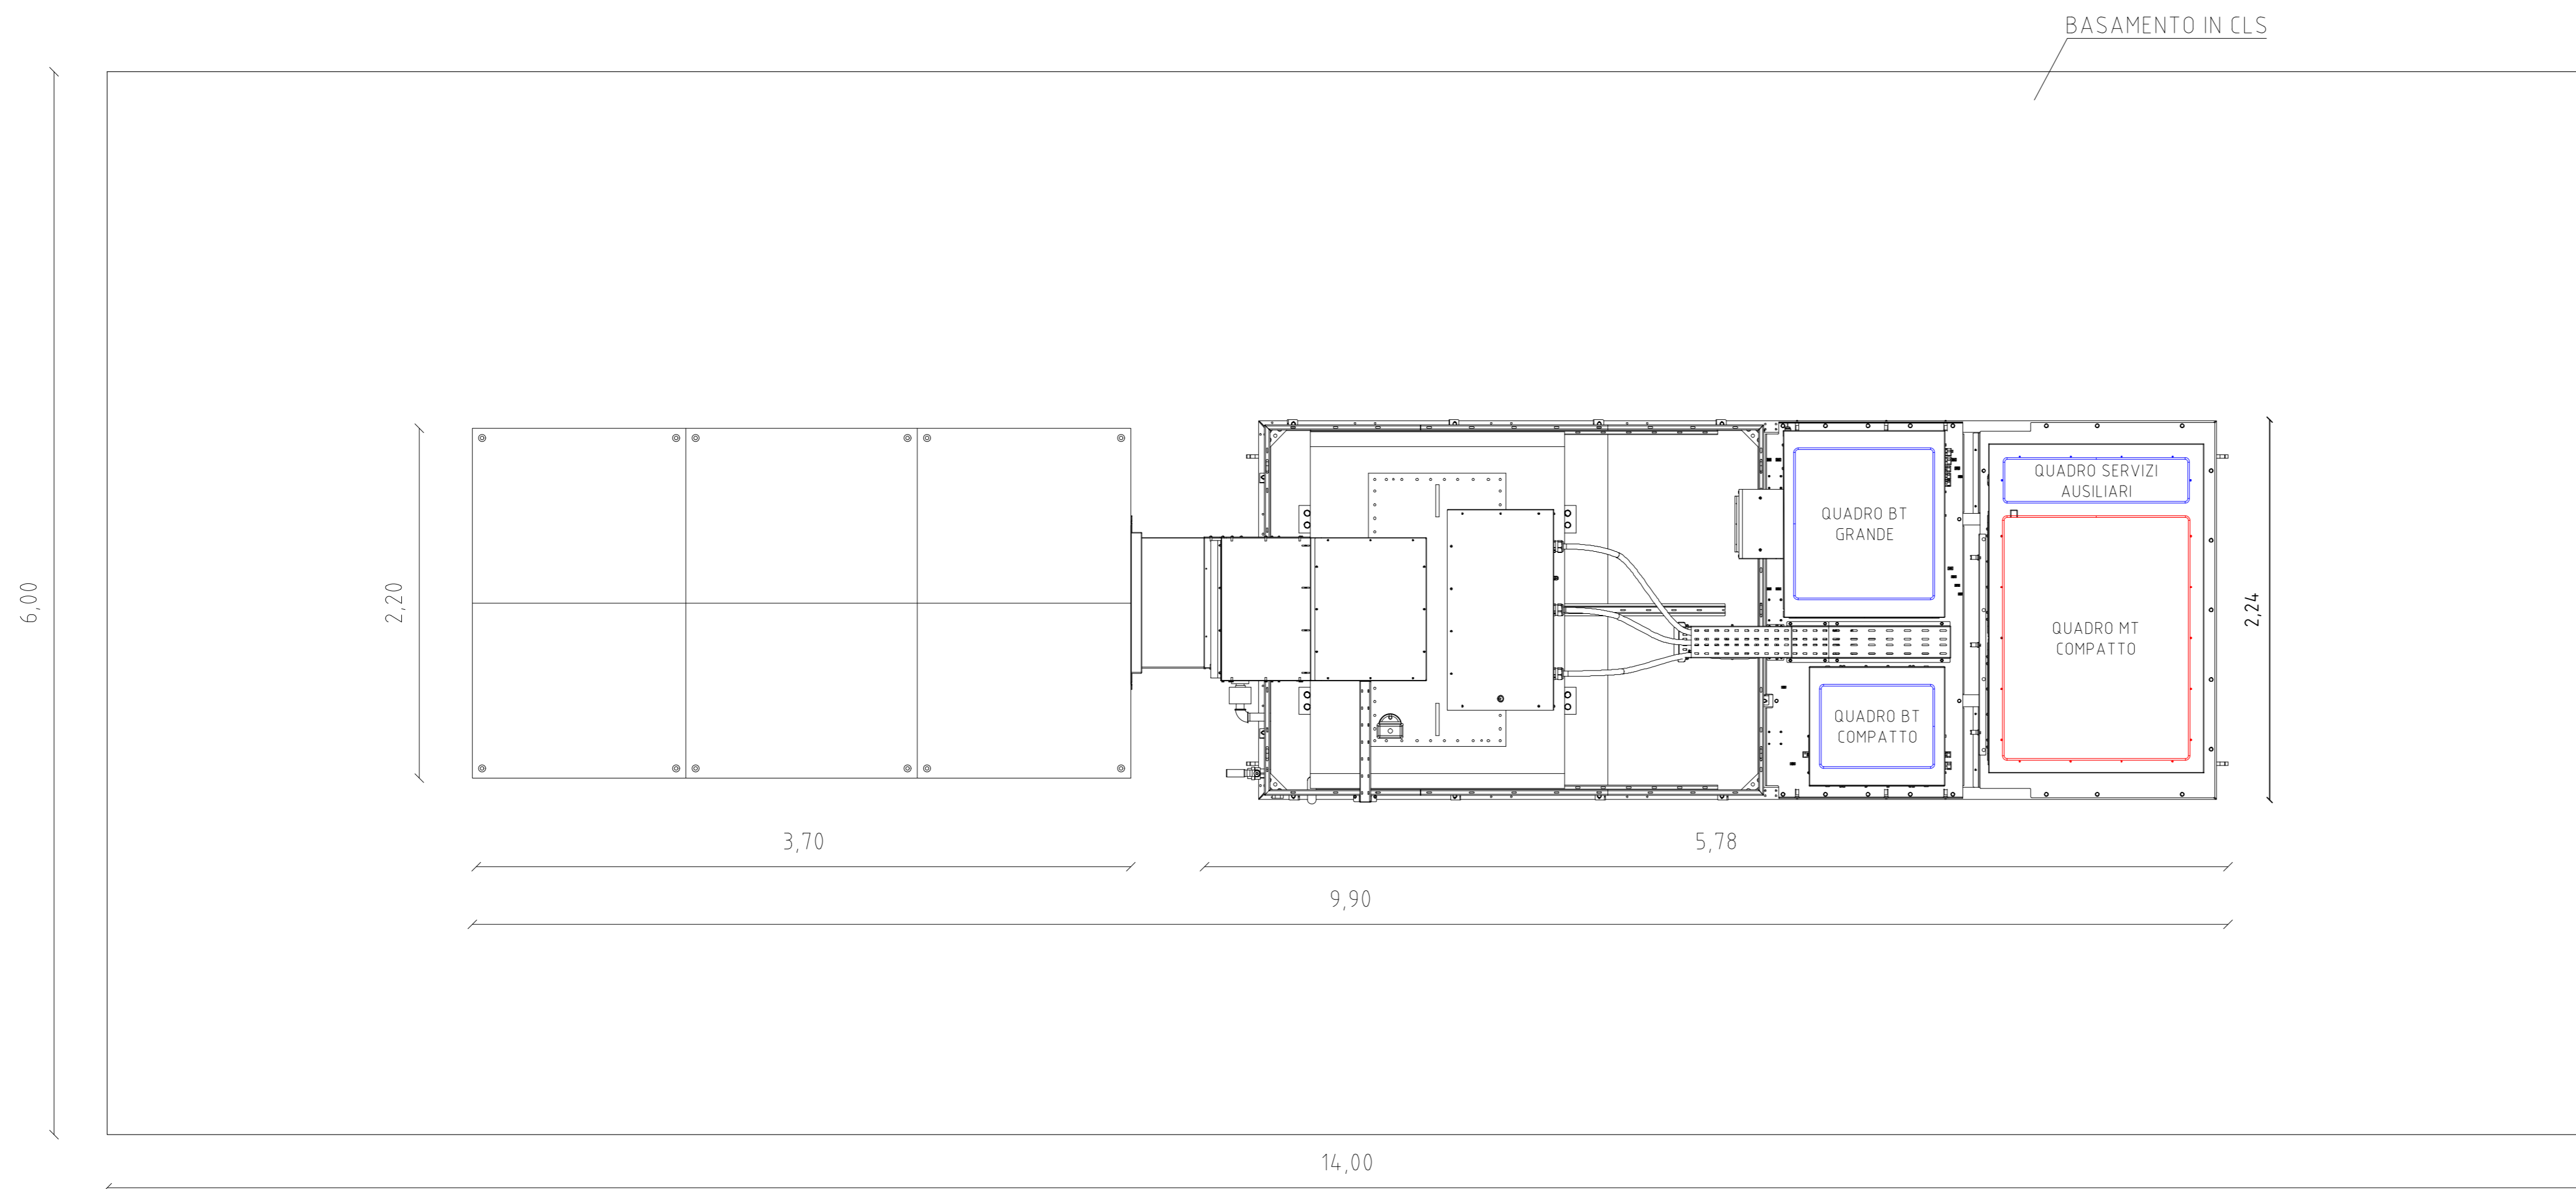 BASAMENTO IN CLS
QUADRO SERVIZI
AUSILIARI
QUADRO BT
GRANDE
6,00
2,20
2,24
QUADRO MT
COMPATTO
QUADRO BT
COMPATTO
3,70
5,78
9,90
14,00